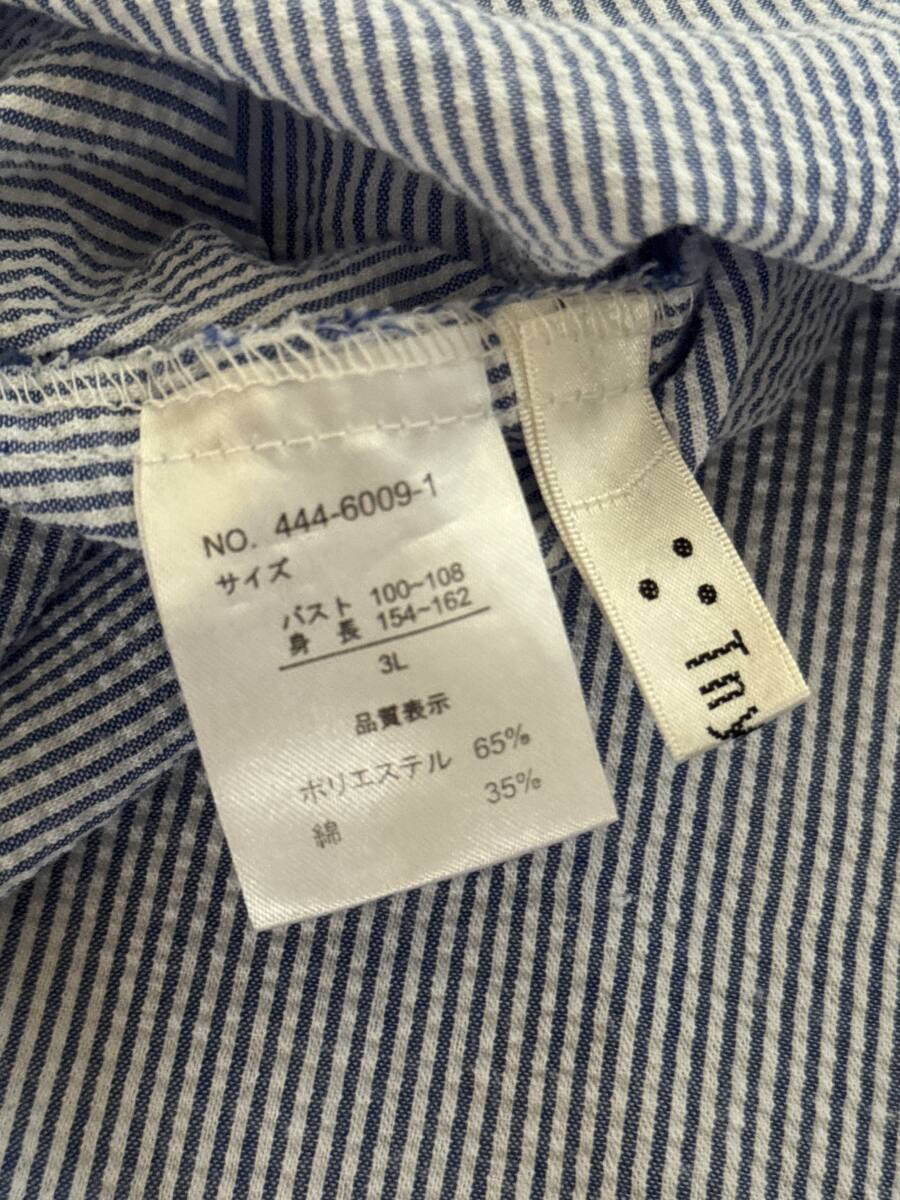 NO. 444-6009-1
サイズ
バスト 100~108
身 長 154~162
3L
品質表示
ポリエステル 65%
綿 35%